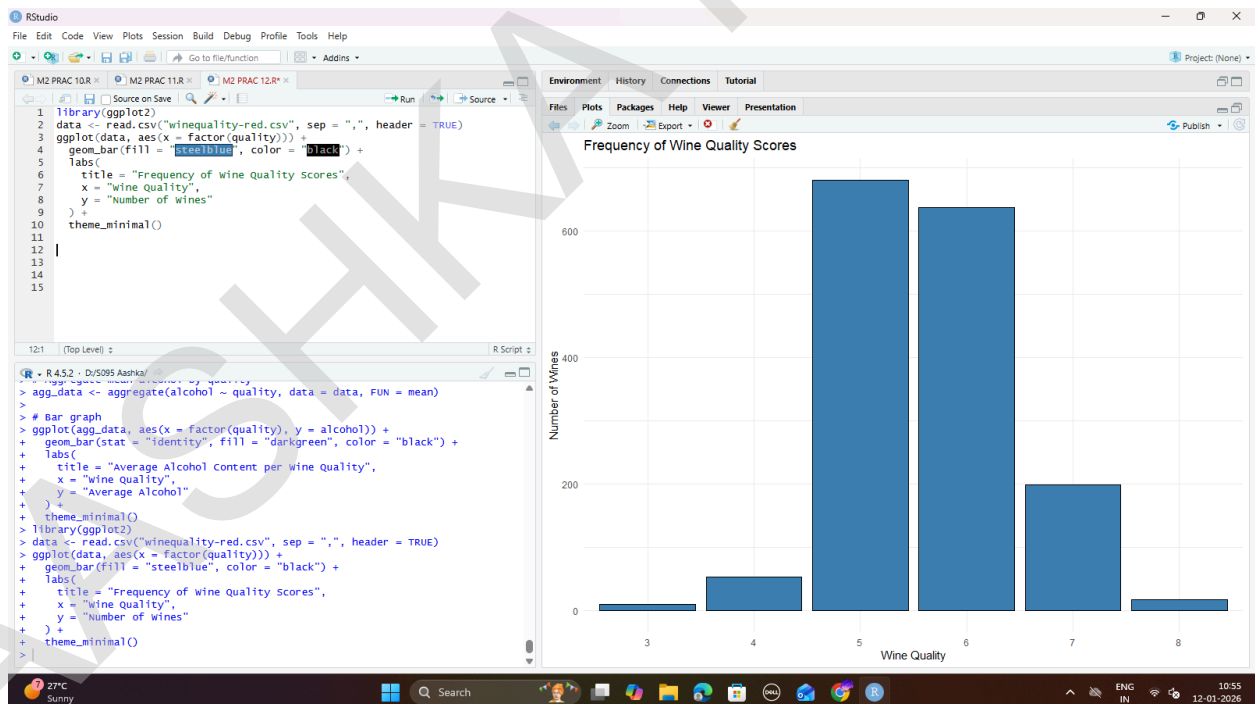 RStudio
File Edit Code View Plots Session Build Debug Profile Tools Help
Go to file/function Addins Project: (None)
M2 PRAC 10.R M2 PRAC 11.R M2 PRAC 12.R*
Source on Save Run Source
1 library(ggplot2)
2 data <- read.csv("winequality-red.csv", sep = ",", header = TRUE)
3 ggplot(data, aes(x = factor(quality))) +
4 geom_bar(fill = "steelblue", color = "black") +
5 labs(
6 title = "Frequency of Wine Quality Scores",
7 x = "Wine Quality",
8 y = "Number of Wines"
9 ) +
10 theme_minimal()
11
12
13
14
15
12:1 (Top Level) R Script
R 4.5.2 · D:/S095 Aashka/
> # Aggregate mean alcohol by quality
> agg_data <- aggregate(alcohol ~ quality, data = data, FUN = mean)
>
> # Bar graph
> ggplot(agg_data, aes(x = factor(quality), y = alcohol)) +
+ geom_bar(stat = "identity", fill = "darkgreen", color = "black") +
+ labs(
+ title = "Average Alcohol Content per Wine Quality",
+ x = "Wine Quality",
+ y = "Average Alcohol"
+ ) +
+ theme_minimal()
> library(ggplot2)
> data <- read.csv("winequality-red.csv", sep = ",", header = TRUE)
> ggplot(data, aes(x = factor(quality))) +
+ geom_bar(fill = "steelblue", color = "black") +
+ labs(
+ title = "Frequency of Wine Quality Scores",
+ x = "Wine Quality",
+ y = "Number of Wines"
+ ) +
+ theme_minimal()
>
Environment History Connections Tutorial
Files Plots Packages Help Viewer Presentation
Zoom Export Publish
Frequency of Wine Quality Scores
600
400
200
0
Number of Wines
3 4 5 6 7 8
Wine Quality
AASHKA
7 27°C
Sunny
Search
DELL
R
ENG
IN
10:55
12-01-2026